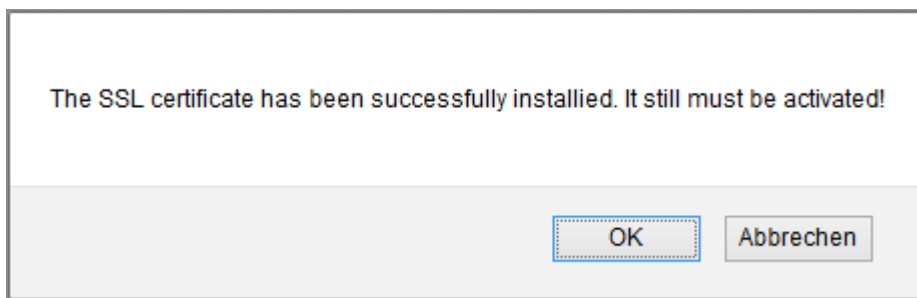 The SSL certificate has been successfully installied. It still must be activated!
OK Abbrechen